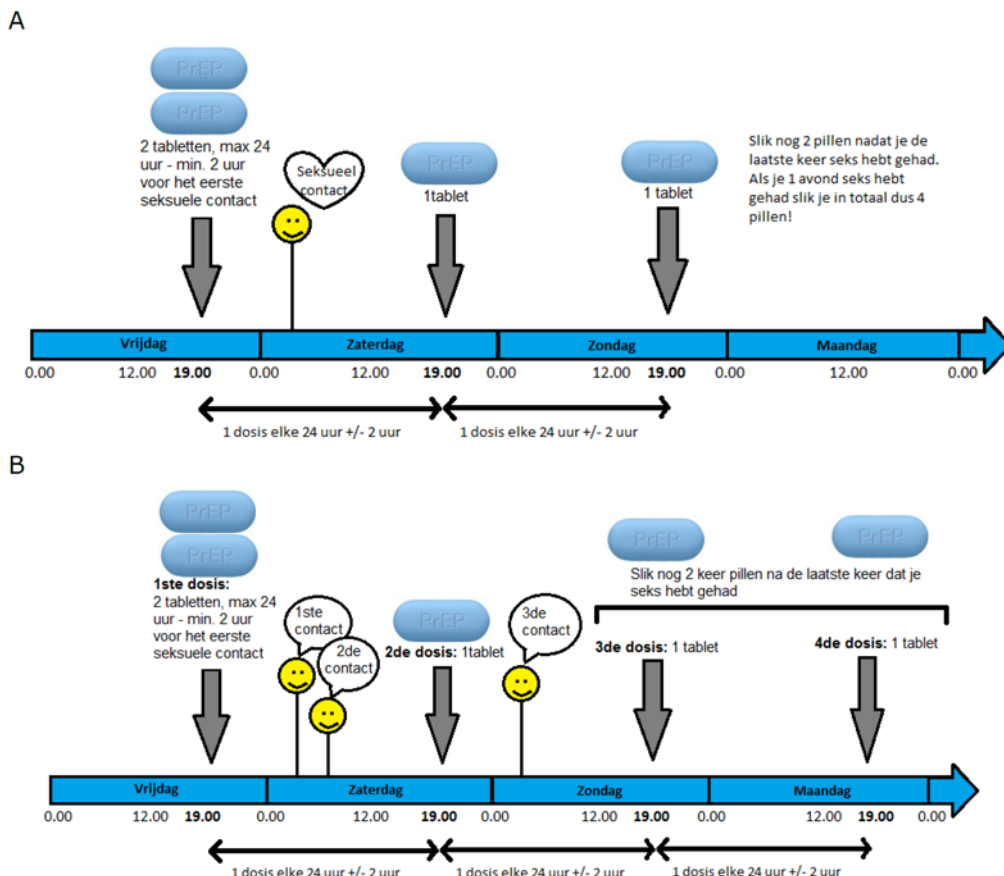 A
PrEP
PrEP
2 tabletten, max 24
uur - min. 2 uur
voor het eerste
seksuele contact
Seksueel
contact
PrEP
1tablet
PrEP
1 tablet
Slik nog 2 pillen nadat je de
laatste keer seks hebt gehad.
Als je 1 avond seks hebt
gehad slik je in totaal dus 4
pillen!
Vrijdag Zaterdag Zondag Maandag
0.00 12.00 19.00 0.00 12.00 19.00 0.00 12.00 19.00 0.00 12.00 0.00
1 dosis elke 24 uur +/- 2 uur 1 dosis elke 24 uur +/- 2 uur
B
PrEP
PrEP
1ste dosis:
2 tabletten, max 24
uur - min. 2 uur
voor het eerste
seksuele contact
1ste
contact
2de
contact
PrEP
2de dosis: 1tablet
3de
contact
PrEP
PrEP
Slik nog 2 keer pillen na de laatste keer dat je
seks hebt gehad
3de dosis: 1 tablet
4de dosis: 1 tablet
Vrijdag Zaterdag Zondag Maandag
0.00 12.00 19.00 0.00 12.00 19.00 0.00 12.00 19.00 0.00 12.00 19.00 0.00
1 dosis elke 24 uur +/- 2 uur 1 dosis elke 24 uur +/- 2 uur 1 dosis elke 24 uur +/- 2 uur